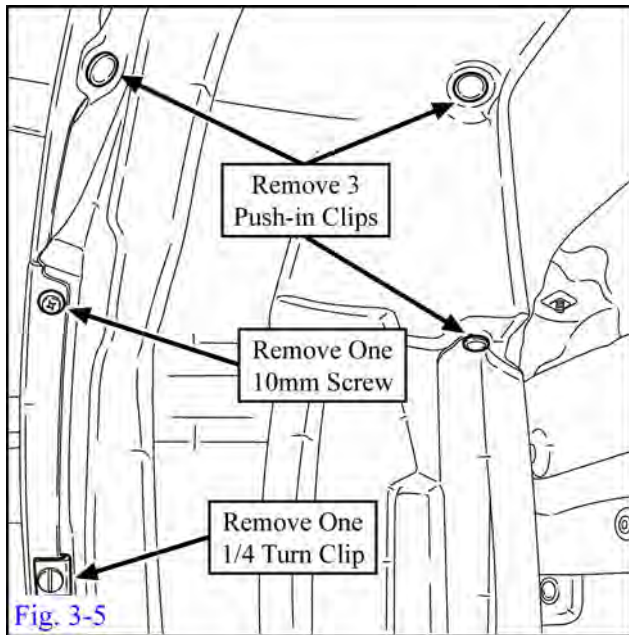 Remove 3
Push-in Clips
Remove One
10mm Screw
Remove One
1/4 Turn Clip
Fig. 3-5